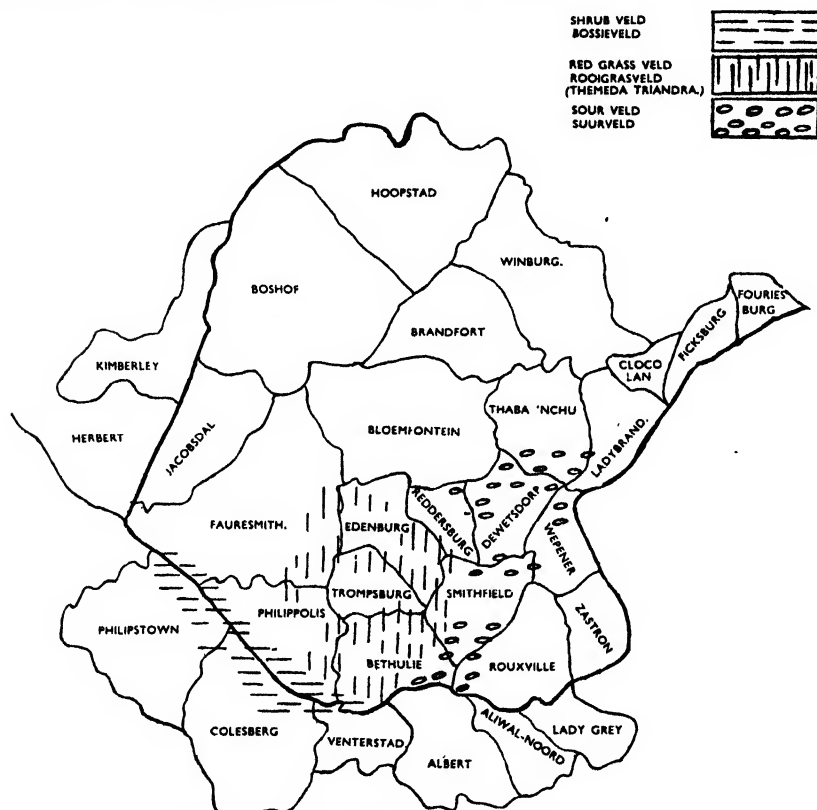 SHRUB VELD
BOSSIEVELD
RED GRASS VELD
ROOIGRASVELD
(THEMEDA TRIANDRA.)
SOUR VELD
SUURVELD
HOOPSTAD
WINBURG.
BOSHOF
FOURIES
BURG
FICKSBURG
BRANDFORT
KIMBERLEY
CLOCO
LAN
THABA 'NCHU
LADYBRAND.
HERBERT
JACOBSDAL
BLOEMFONTEIN
FAURESMITH.
EDENBURG
REDDERSBURG
DEWETSDORP
WEPENER
TROMPSBURG
SMITHFIELD
PHILIPSTOWN
PHILIPPOLIS
ZASTRON
BETHULIE
ROUXVILLE
COLESBERG
VENTERSTAD
ALBERT
ALIWAL-NOORD
LADY GREY